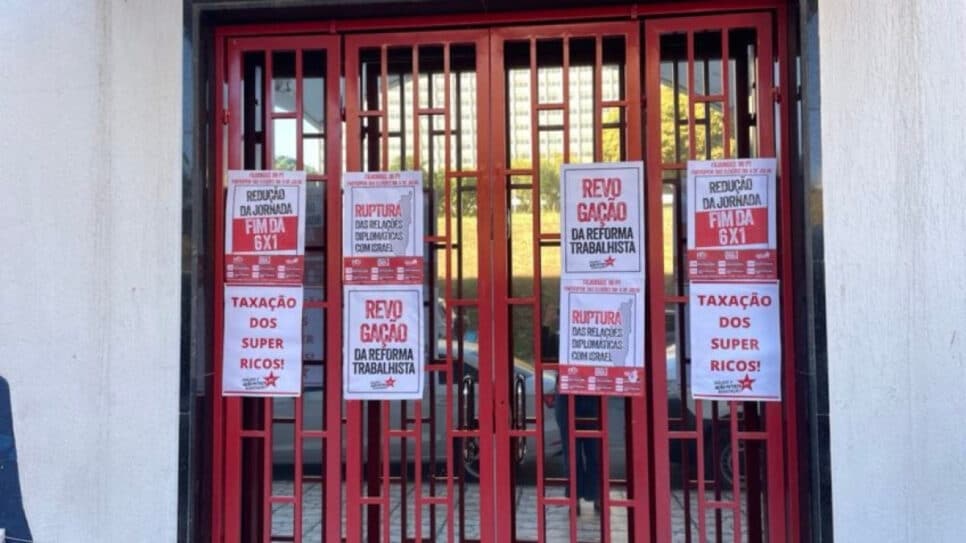 REDUÇÃO
DA JORNADA
FIM DA
6X1
TAXAÇÃO
DOS
SUPER
RICOS!
RUPTURA
DAS RELAÇÕES
DIPLOMÁTICAS
COM ISRAEL
REVO
GAÇÃO
DA REFORMA
TRABALHISTA
REVO
GAÇÃO
DA REFORMA
TRABALHISTA
RUPTURA
DAS RELAÇÕES
DIPLOMÁTICAS
COM ISRAEL
REDUÇÃO
DA JORNADA
FIM DA
6X1
TAXAÇÃO
DOS
SUPER
RICOS!